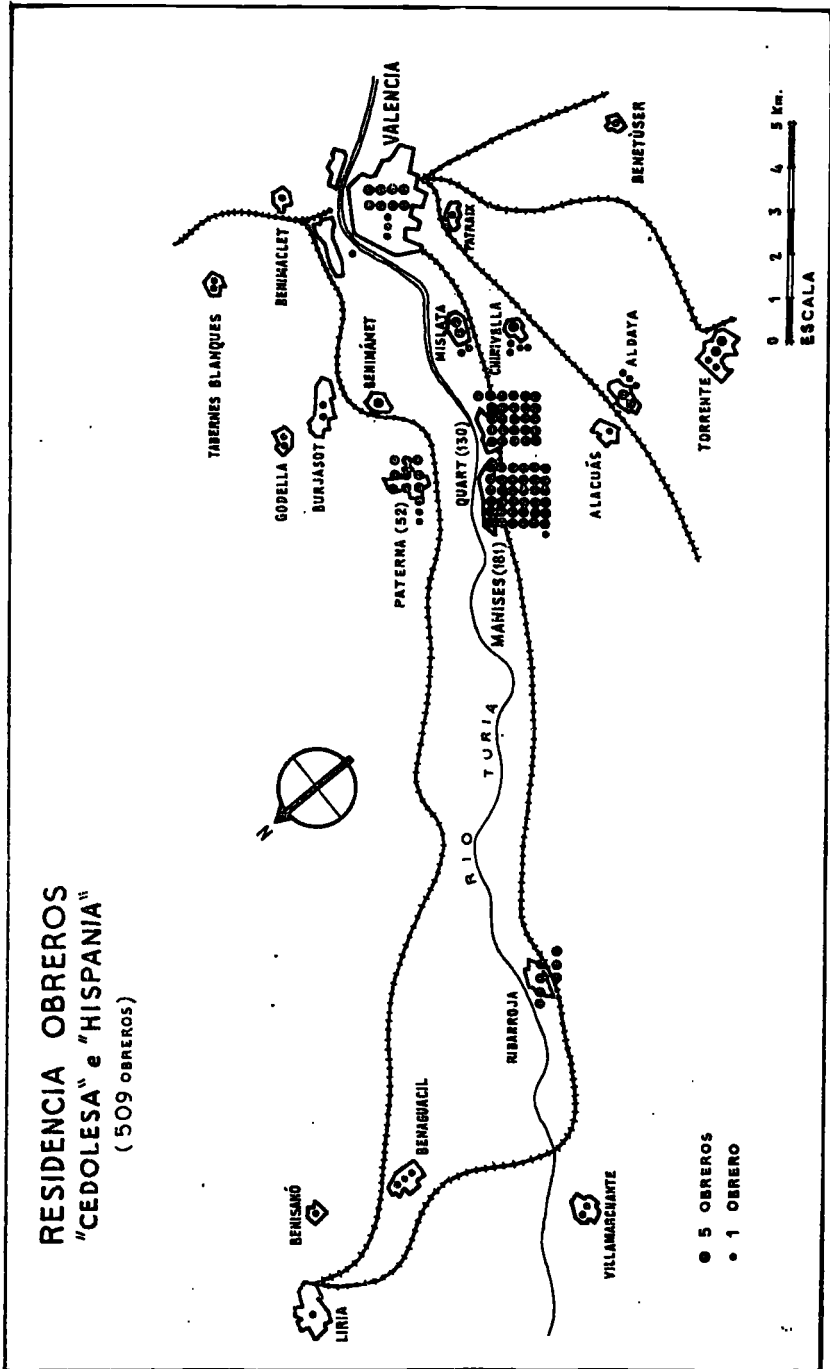 RESIDENCIA OBREROS
"CEDOLESA" e "HISPANIA"
(509 OBREROS)
N
TABERNES BLANQUES
BENIMACLET
VALENCIA
GODELLA
BURJASOT
BENIMÁMET
PATERNA (52)
MISLATA
PATRAIX
BENETÚSER
CHIRIVELLA
QUART (130)
MANISES (181)
ALACUÁS
ALDAYA
TORRENTE
RIO TURIA
RIBARROJA
BENAGUACIL
BENISANÓ
LIRIA
VILLAMARCHANTE
5 OBREROS
1 OBRERO
0 1 2 3 4 5 Km.
ESCALA